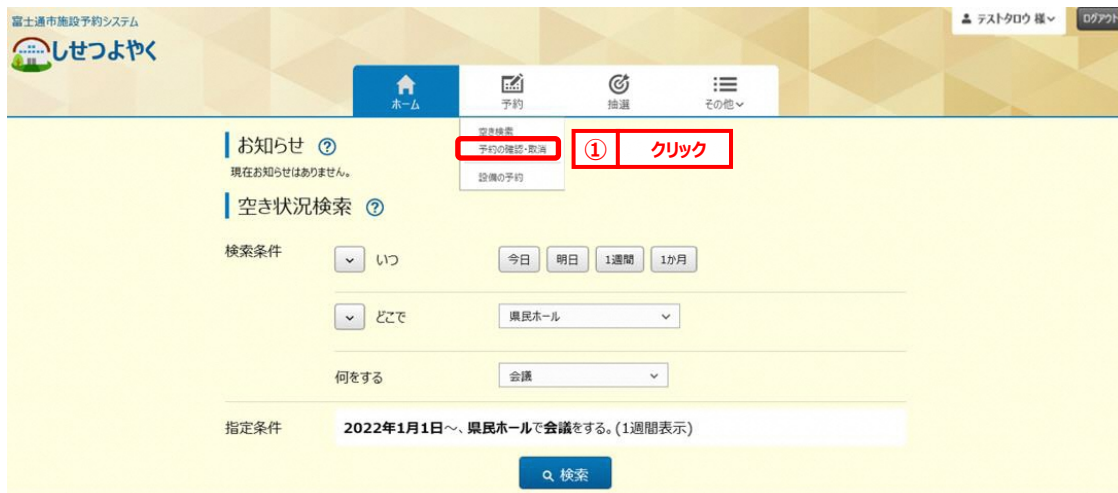 富士通市施設予約システム
しせつよやく
テストタロウ 様
ログアウト
ホーム
予約
抽選
その他
空き検索
予約の確認・取消
設備の予約
① クリック
お知らせ ?
現在お知らせはありません。
空き状況検索 ?
検索条件
いつ
今日 明日 1週間 1か月
どこで
県民ホール
何をする
会議
指定条件
2022年1月1日～、県民ホールで会議をする。(1週間表示)
検索